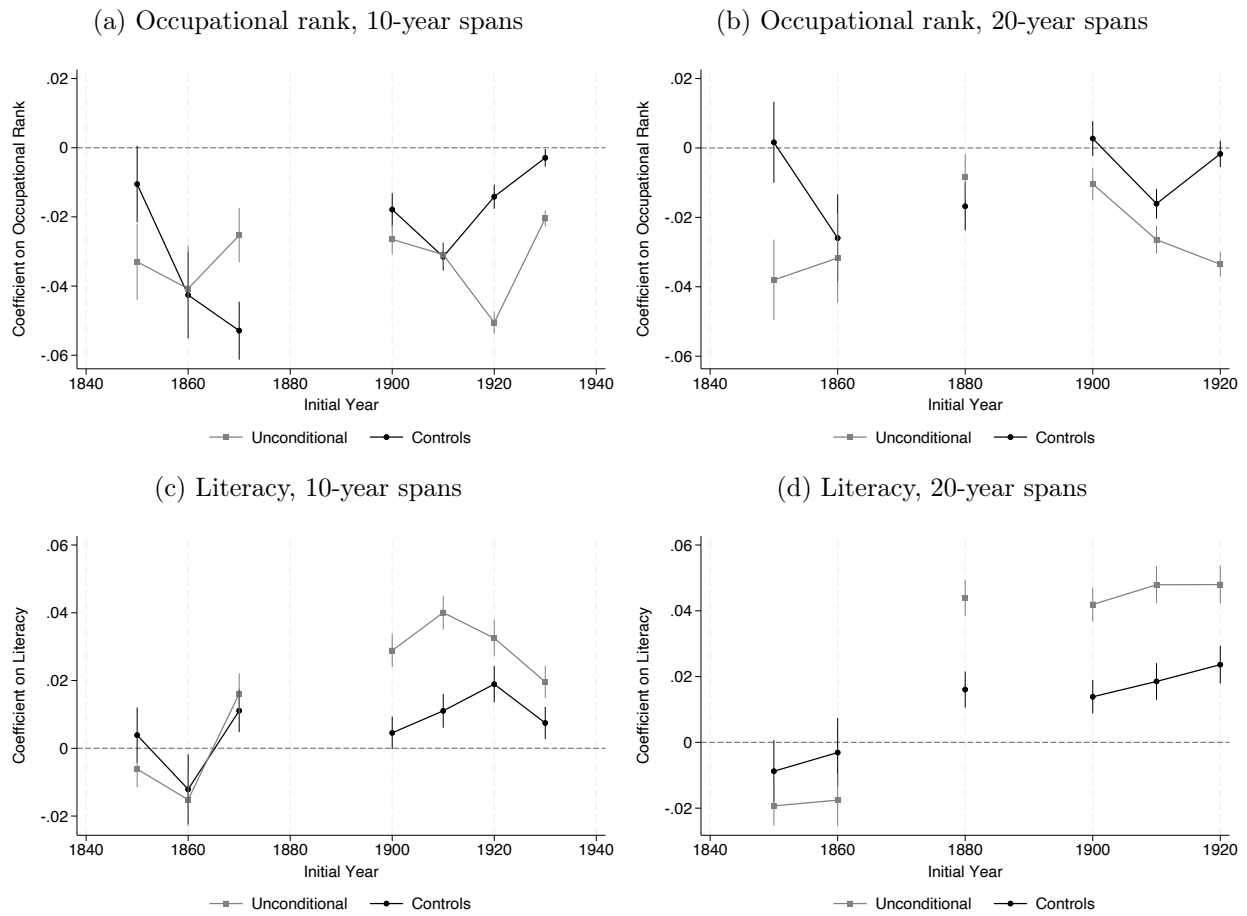 (a) Occupational rank, 10-year spans
Coefficient on Occupational Rank
.02
0
-.02
-.04
-.06
1840 1860 1880 1900 1920 1940
Initial Year
Unconditional Controls
(b) Occupational rank, 20-year spans
Coefficient on Occupational Rank
.02
0
-.02
-.04
-.06
1840 1860 1880 1900 1920
Initial Year
Unconditional Controls
(c) Literacy, 10-year spans
Coefficient on Literacy
.06
.04
.02
0
-.02
1840 1860 1880 1900 1920 1940
Initial Year
Unconditional Controls
(d) Literacy, 20-year spans
Coefficient on Literacy
.06
.04
.02
0
-.02
1840 1860 1880 1900 1920
Initial Year
Unconditional Controls